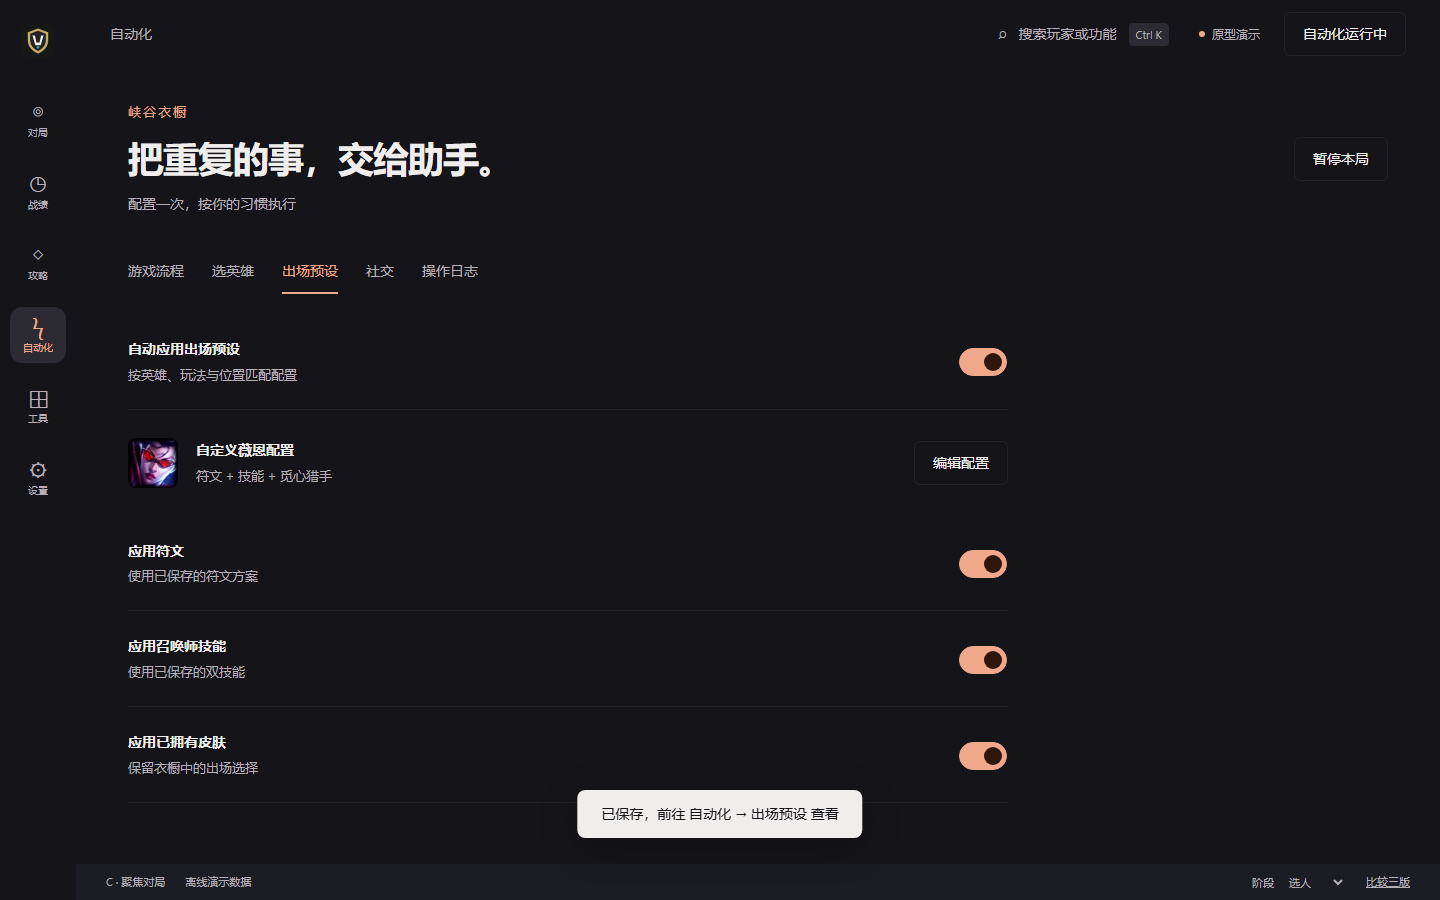 自动化
搜索玩家或功能 Ctrl K
原型演示
自动化运行中
对局
战绩
攻略
自动化
工具
设置
峡谷衣橱
把重复的事，交给助手。
配置一次，按你的习惯执行
暂停本局
游戏流程 选英雄 出场预设 社交 操作日志
自动应用出场预设
按英雄、玩法与位置匹配配置
自定义薇恩配置
符文 + 技能 + 觅心猎手
编辑配置
应用符文
使用已保存的符文方案
应用召唤师技能
使用已保存的双技能
应用已拥有皮肤
保留衣橱中的出场选择
已保存，前往 自动化 → 出场预设 查看
C · 聚焦对局 离线演示数据
阶段 选人 比较三版